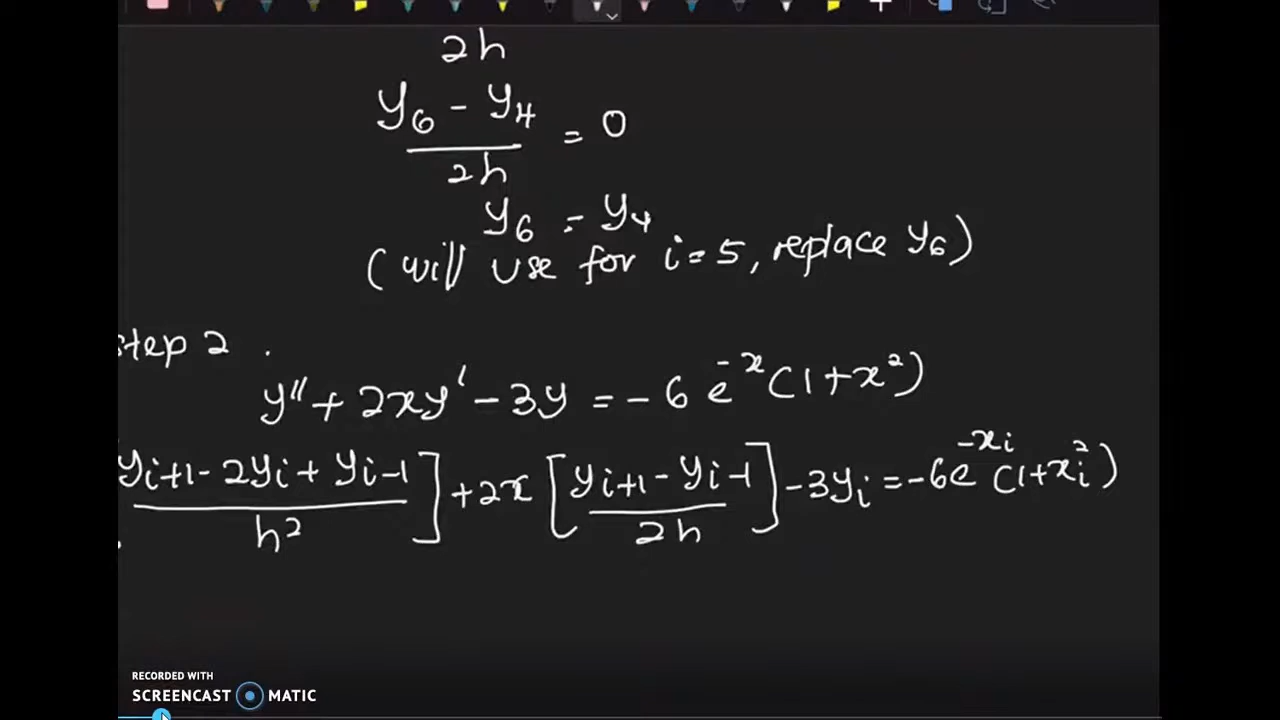 2h
y₆ - y₄ / 2h = 0
y₆ = y₄
( will use for i = 5, replace y₆ )
step 2 .
y'' + 2xy' - 3y = - 6 e^{-x} (1 + x²)
yᵢ₊₁ - 2yᵢ + yᵢ₋₁ / h² ] + 2x [ yᵢ₊₁ - yᵢ₋₁ / 2h ] - 3yᵢ = -6e^{-xᵢ} (1+xᵢ²)
RECORDED WITH
SCREENCAST MATIC